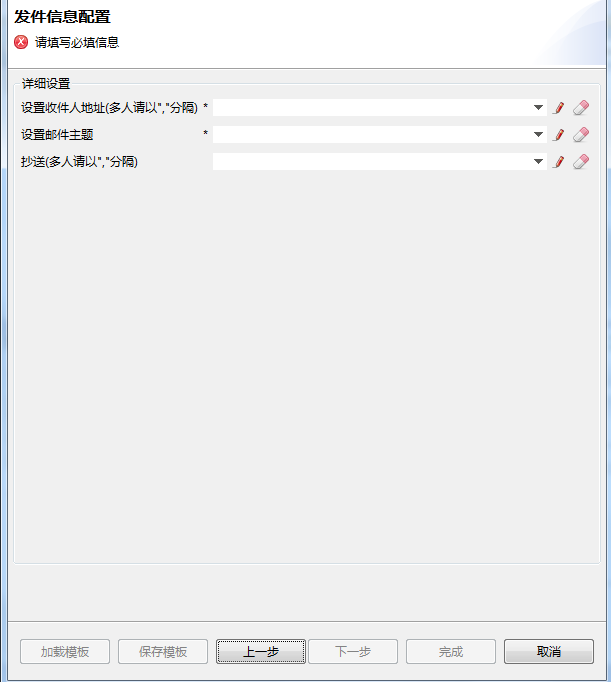 发件信息配置
请填写必填信息
详细设置
设置收件人地址(多人请以","分隔) *
设置邮件主题 *
抄送(多人请以","分隔)
加载模板 保存模板 上一步 下一步 完成 取消